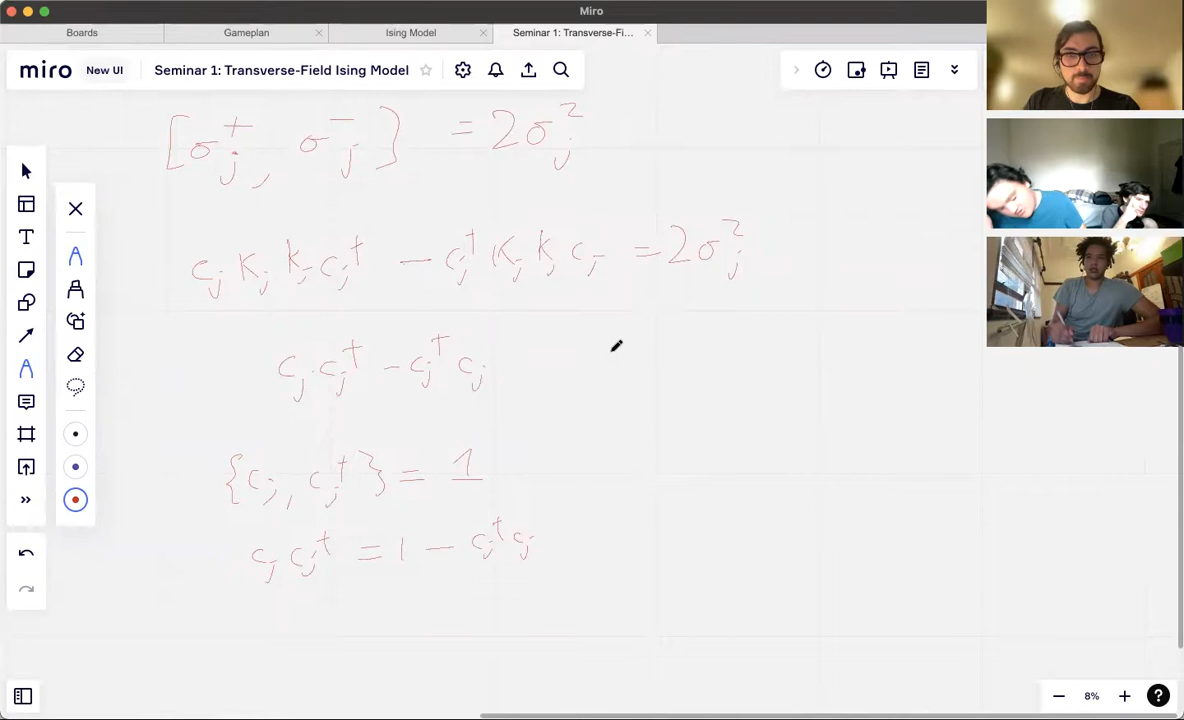 Miro
Boards
Gameplan
Ising Model
Seminar 1: Transverse-Fi...
miro
New UI
Seminar 1: Transverse-Field Ising Model
[σ_j^+, σ_j^-] = 2σ_j^z
c_j K_j K_j c_j^† − c_j^† K_j K_j c_j = 2σ_j^z
c_j c_j^† − c_j^† c_j
{c_j, c_j^†} = 1
c_j c_j^† = 1 − c_j^† c_j
8%